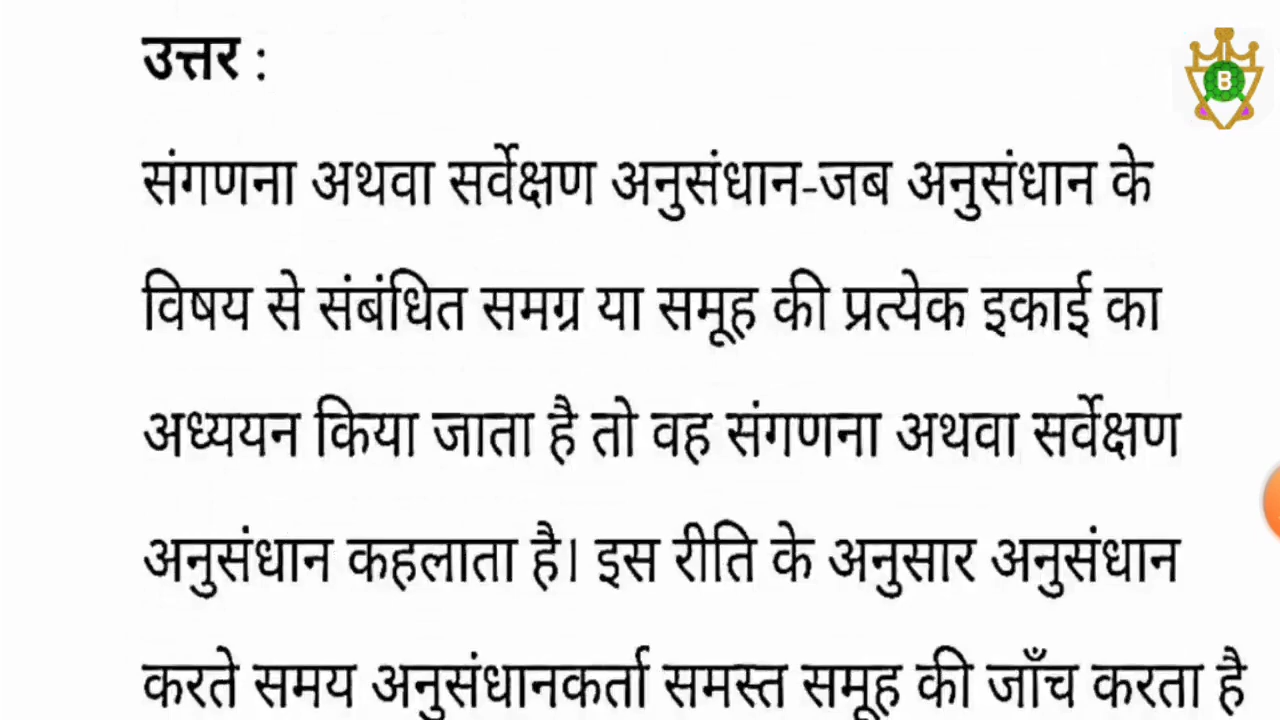 उत्तर :
संगणना अथवा सर्वेक्षण अनुसंधान-जब अनुसंधान के
विषय से संबंधित समग्र या समूह की प्रत्येक इकाई का
अध्ययन किया जाता है तो वह संगणना अथवा सर्वेक्षण
अनुसंधान कहलाता है। इस रीति के अनुसार अनुसंधान
करते समय अनुसंधानकर्ता समस्त समूह की जाँच करता है
B